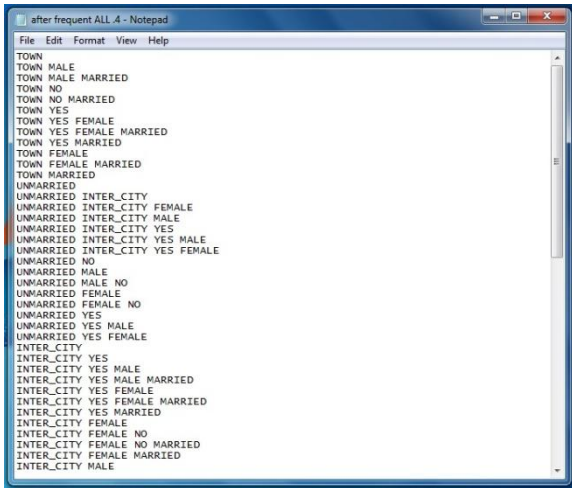 after frequent ALL .4 - Notepad
File Edit Format View Help
TOWN
TOWN MALE
TOWN MALE MARRIED
TOWN NO
TOWN NO MARRIED
TOWN YES
TOWN YES FEMALE
TOWN YES FEMALE MARRIED
TOWN YES MARRIED
TOWN FEMALE
TOWN FEMALE MARRIED
TOWN MARRIED
UNMARRIED
UNMARRIED INTER_CITY
UNMARRIED INTER_CITY FEMALE
UNMARRIED INTER_CITY MALE
UNMARRIED INTER_CITY YES
UNMARRIED INTER_CITY YES MALE
UNMARRIED INTER_CITY YES FEMALE
UNMARRIED NO
UNMARRIED MALE
UNMARRIED MALE NO
UNMARRIED FEMALE
UNMARRIED FEMALE NO
UNMARRIED YES
UNMARRIED YES MALE
UNMARRIED YES FEMALE
INTER_CITY
INTER_CITY YES
INTER_CITY YES MALE
INTER_CITY YES MALE MARRIED
INTER_CITY YES FEMALE
INTER_CITY YES FEMALE MARRIED
INTER_CITY YES MARRIED
INTER_CITY FEMALE
INTER_CITY FEMALE NO
INTER_CITY FEMALE NO MARRIED
INTER_CITY FEMALE MARRIED
INTER_CITY MALE